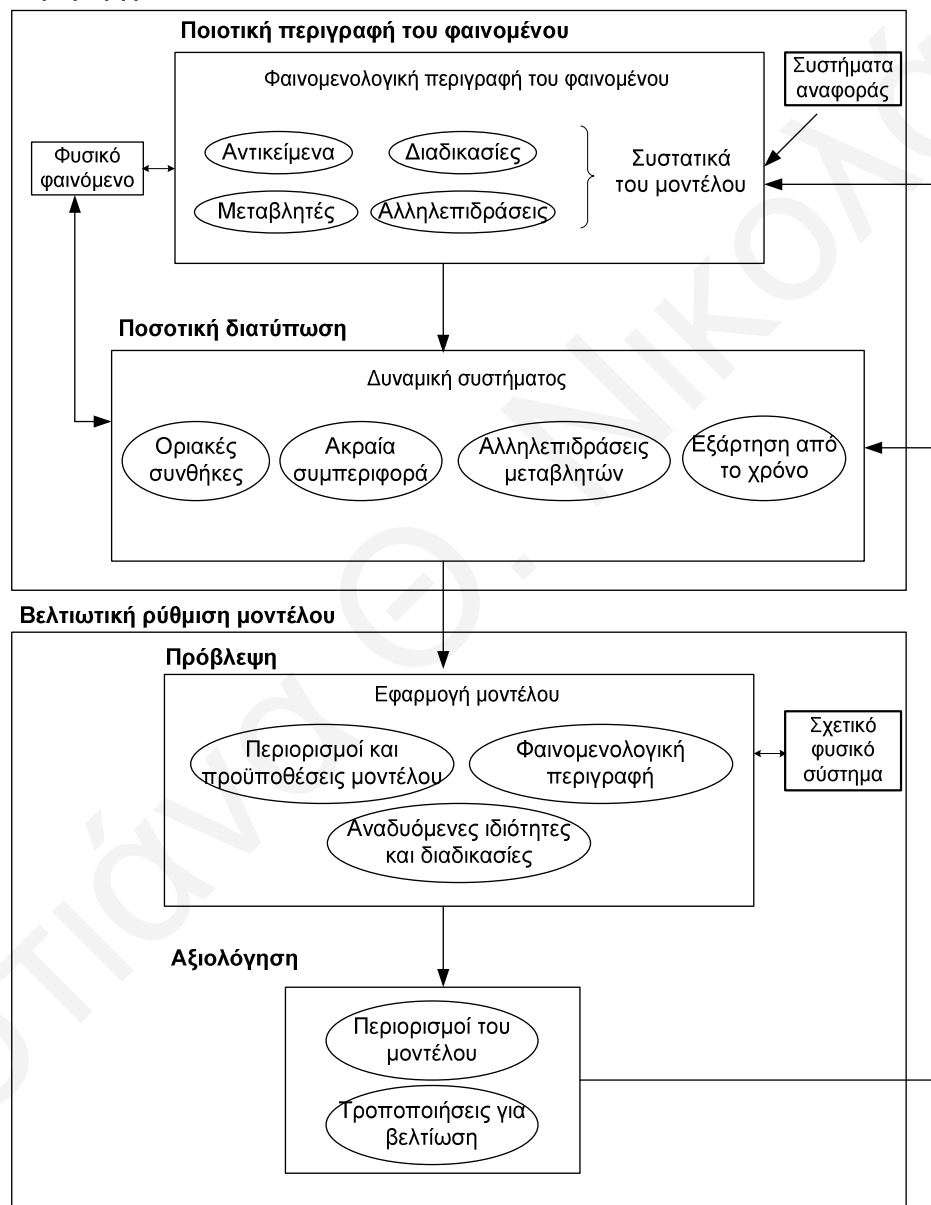 Ποιοτική περιγραφή του φαινομένου
Φαινομενολογική περιγραφή του φαινομένου
Συστήματα
αναφοράς
Φυσικό
φαινόμενο
Αντικείμενα
Διαδικασίες
Μεταβλητές
Αλληλεπιδράσεις
Συστατικά
του μοντέλου
Ποσοτική διατύπωση
Δυναμική συστήματος
Οριακές
συνθήκες
Ακραία
συμπεριφορά
Αλληλεπιδράσεις
μεταβλητών
Εξάρτηση από
το χρόνο
Βελτιωτική ρύθμιση μοντέλου
Πρόβλεψη
Εφαρμογή μοντέλου
Περιορισμοί και
προϋποθέσεις μοντέλου
Φαινομενολογική
περιγραφή
Αναδυόμενες ιδιότητες
και διαδικασίες
Σχετικό
φυσικό
σύστημα
Αξιολόγηση
Περιορισμοί του
μοντέλου
Τροποποιήσεις για
βελτίωση